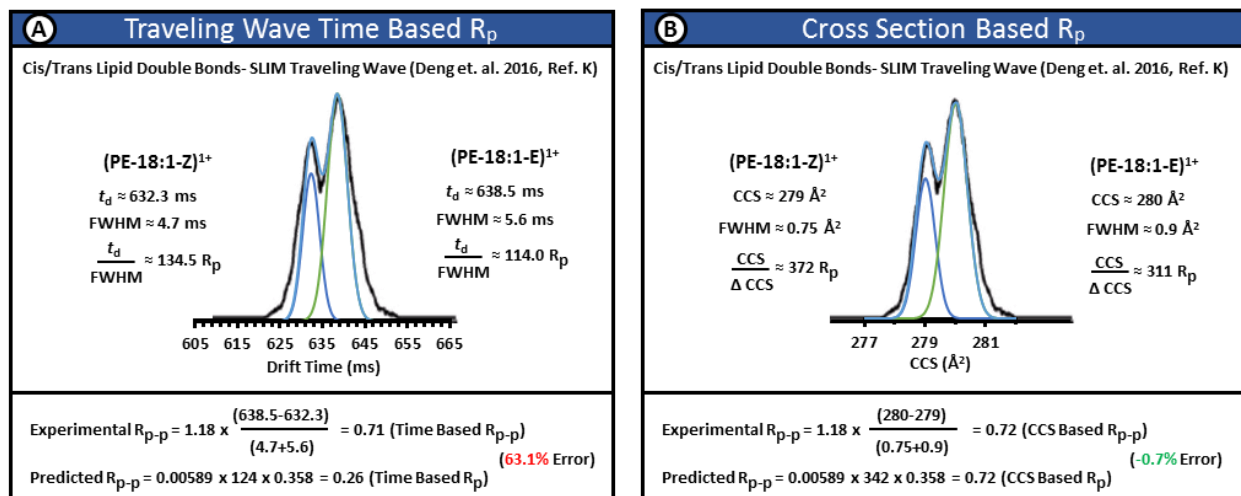 A Traveling Wave Time Based Rp
Cis/Trans Lipid Double Bonds- SLIM Traveling Wave (Deng et. al. 2016, Ref. K)
(PE-18:1-Z)¹⁺
td ≈ 632.3 ms
FWHM ≈ 4.7 ms
td
FWHM
≈ 134.5 Rp
(PE-18:1-E)¹⁺
td ≈ 638.5 ms
FWHM ≈ 5.6 ms
td
FWHM
≈ 114.0 Rp
605 615 625 635 645 655 665
Drift Time (ms)
Experimental Rp-p = 1.18 x (638.5-632.3) / (4.7+5.6) = 0.71 (Time Based Rp-p)
(63.1% Error)
Predicted Rp-p = 0.00589 x 124 x 0.358 = 0.26 (Time Based Rp)
B Cross Section Based Rp
Cis/Trans Lipid Double Bonds- SLIM Traveling Wave (Deng et. al. 2016, Ref. K)
(PE-18:1-Z)¹⁺
CCS ≈ 279 Å²
FWHM ≈ 0.75 Å²
CCS
Δ CCS
≈ 372 Rp
(PE-18:1-E)¹⁺
CCS ≈ 280 Å²
FWHM ≈ 0.9 Å²
CCS
Δ CCS
≈ 311 Rp
277 279 281
CCS (Å²)
Experimental Rp-p = 1.18 x (280-279) / (0.75+0.9) = 0.72 (CCS Based Rp-p)
(-0.7% Error)
Predicted Rp-p = 0.00589 x 342 x 0.358 = 0.72 (CCS Based Rp)